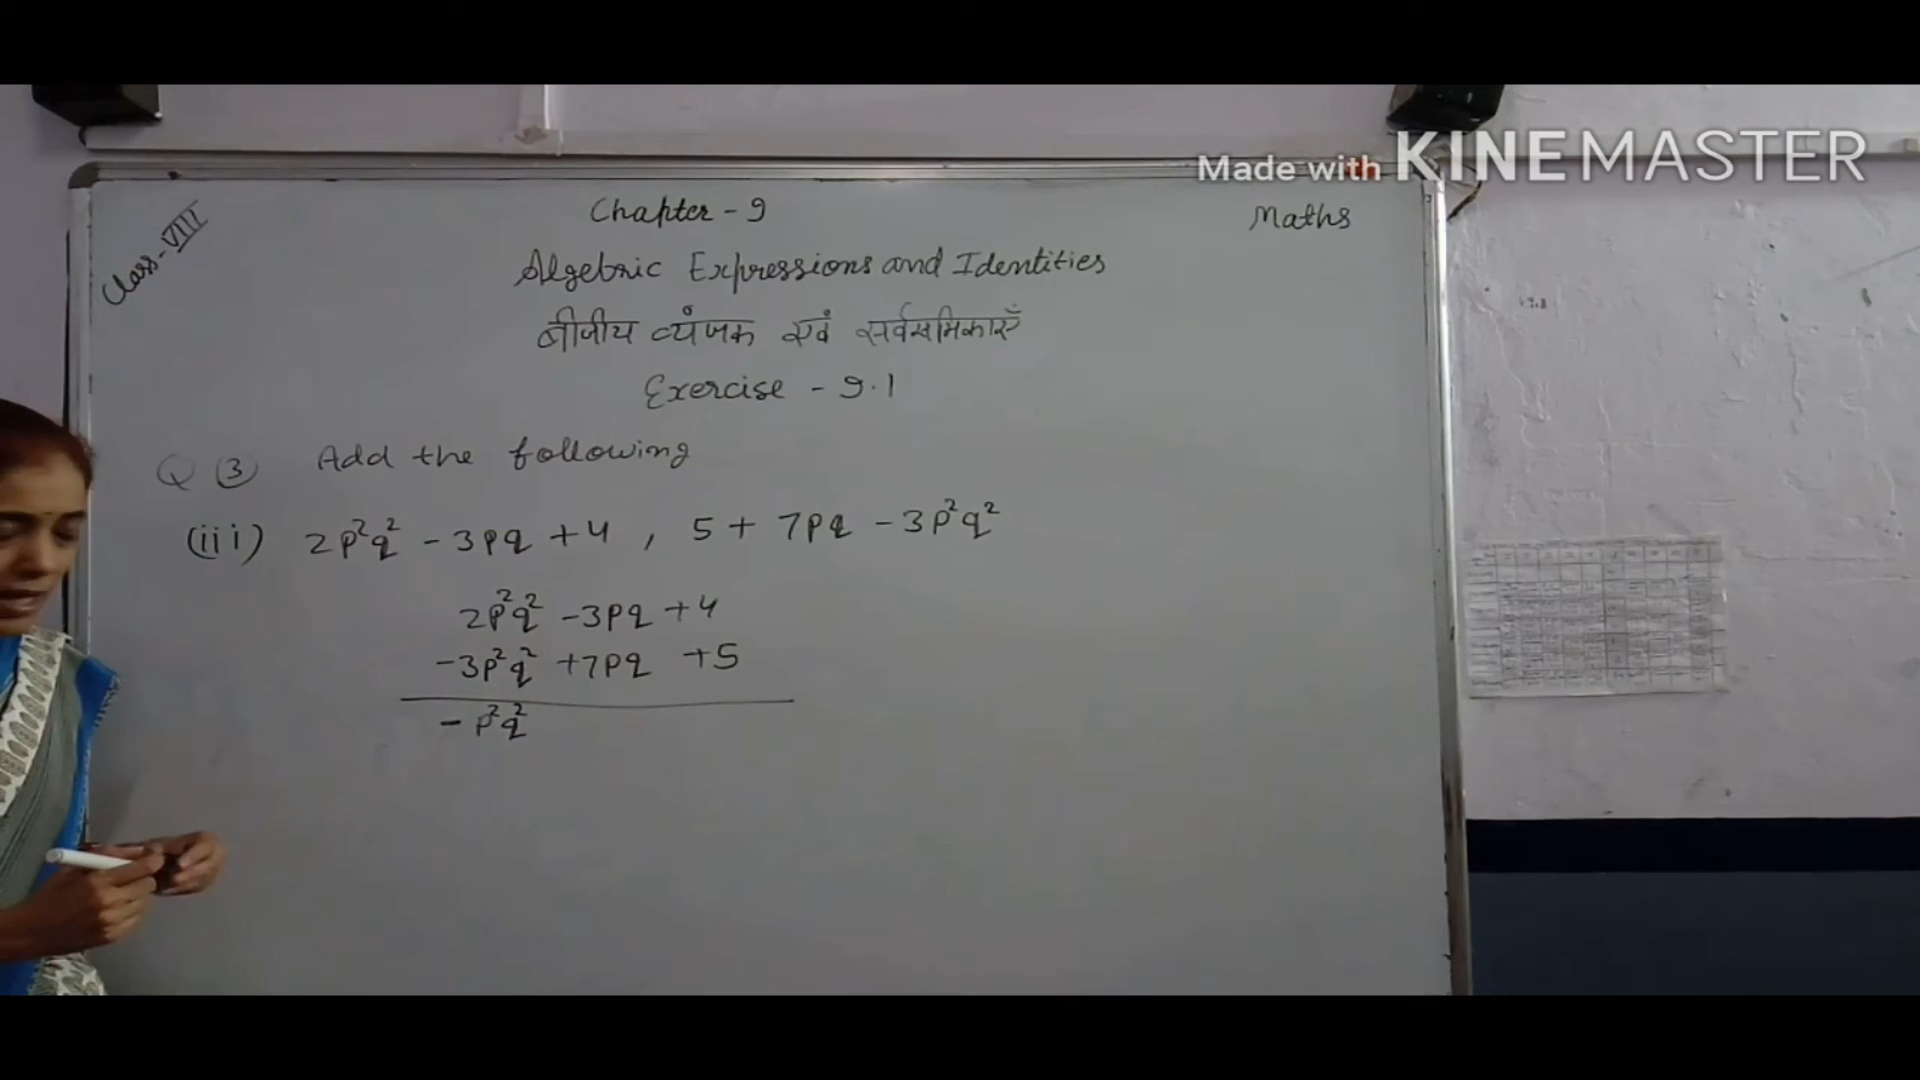 Made with KINEMASTER
Class-VIII
Chapter - 9
Maths
Algebric Expressions and Identities
बीजीय व्यंजक एवं सर्वसमिकाएँ
Exercise - 9.1
Q ③ Add the following
(iii) 2p²q² - 3pq + 4 , 5 + 7pq - 3p²q²
2p²q² - 3pq + 4
-3p²q² + 7pq + 5
- p²q²